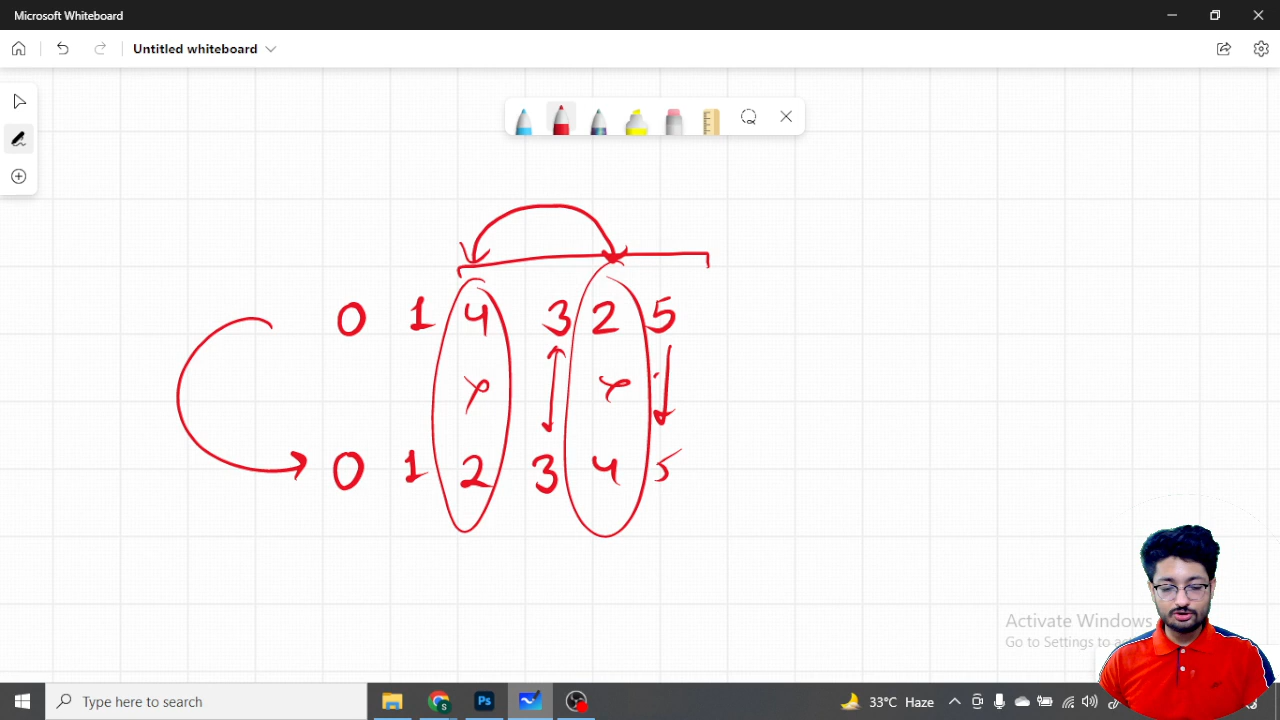 Microsoft Whiteboard
Untitled whiteboard
0 1 4 3 2 5
0 1 2 3 4 5
Activate Windows
Go to Settings to
Type here to search
Ps
33°C Haze